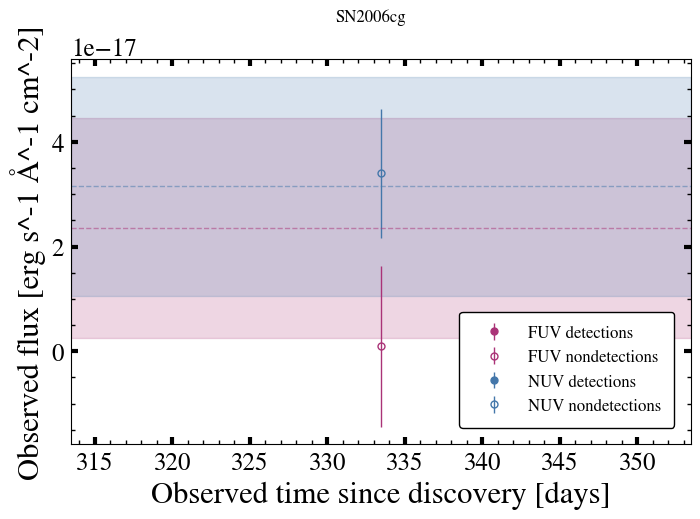 SN2006cg
1e−17
Observed flux [erg s^-1 Å^-1 cm^-2]
4
2
0
FUV detections
FUV nondetections
NUV detections
NUV nondetections
315 320 325 330 335 340 345 350
Observed time since discovery [days]